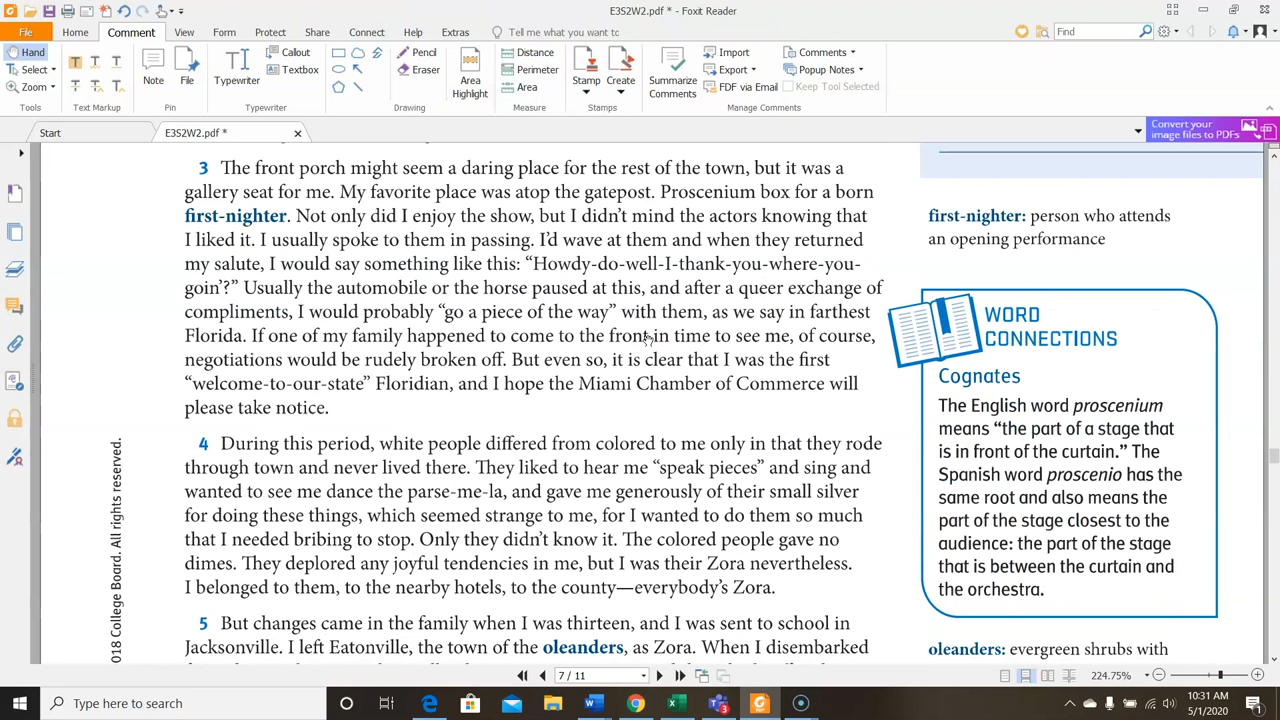 E3S2W2.pdf * - Foxit Reader
File Home Comment View Form Protect Share Connect Help Extras Tell me what you want to Find
Hand
Select
Zoom
Tools
Text Markup
Note
File
Pin
Typewriter
Callout
Textbox
Typewriter
Pencil
Eraser
Drawing
Area
Highlight
Distance
Perimeter
Area
Measure
Stamp
Create
Stamps
Summarize
Comments
Import
Export
FDF via Email
Comments
Popup Notes
Keep Tool Selected
Manage Comments
Start
E3S2W2.pdf *
Convert your
image files to PDFs
3 The front porch might seem a daring place for the rest of the town, but it was a
gallery seat for me. My favorite place was atop the gatepost. Proscenium box for a born
first-nighter. Not only did I enjoy the show, but I didn't mind the actors knowing that
I liked it. I usually spoke to them in passing. I'd wave at them and when they returned
my salute, I would say something like this: “Howdy-do-well-I-thank-you-where-you-
goin'?” Usually the automobile or the horse paused at this, and after a queer exchange of
compliments, I would probably “go a piece of the way” with them, as we say in farthest
Florida. If one of my family happened to come to the front in time to see me, of course,
negotiations would be rudely broken off. But even so, it is clear that I was the first
“welcome-to-our-state” Floridian, and I hope the Miami Chamber of Commerce will
please take notice.
4 During this period, white people differed from colored to me only in that they rode
through town and never lived there. They liked to hear me “speak pieces” and sing and
wanted to see me dance the parse-me-la, and gave me generously of their small silver
for doing these things, which seemed strange to me, for I wanted to do them so much
that I needed bribing to stop. Only they didn't know it. The colored people gave no
dimes. They deplored any joyful tendencies in me, but I was their Zora nevertheless.
I belonged to them, to the nearby hotels, to the county—everybody's Zora.
5 But changes came in the family when I was thirteen, and I was sent to school in
Jacksonville. I left Eatonville, the town of the oleanders, as Zora. When I disembarked
018 College Board. All rights reserved.
first-nighter: person who attends
an opening performance
WORD
CONNECTIONS
Cognates
The English word proscenium
means “the part of a stage that
is in front of the curtain.” The
Spanish word proscenio has the
same root and also means the
part of the stage closest to the
audience: the part of the stage
that is between the curtain and
the orchestra.
oleanders: evergreen shrubs with
7 / 11
224.75%
Type here to search
10:31 AM
5/1/2020